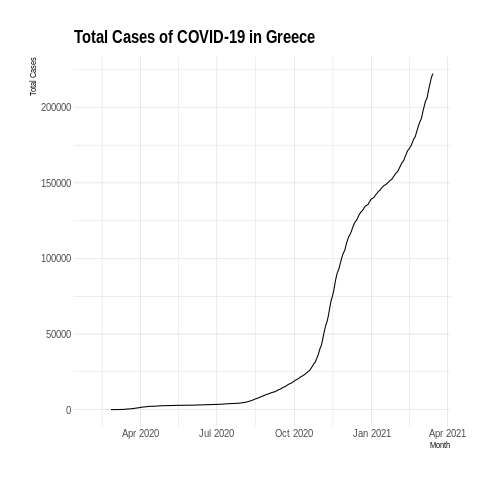 Total Cases of COVID-19 in Greece
Total Cases
200000
150000
100000
50000
0
Apr 2020 Jul 2020 Oct 2020 Jan 2021 Apr 2021
Month